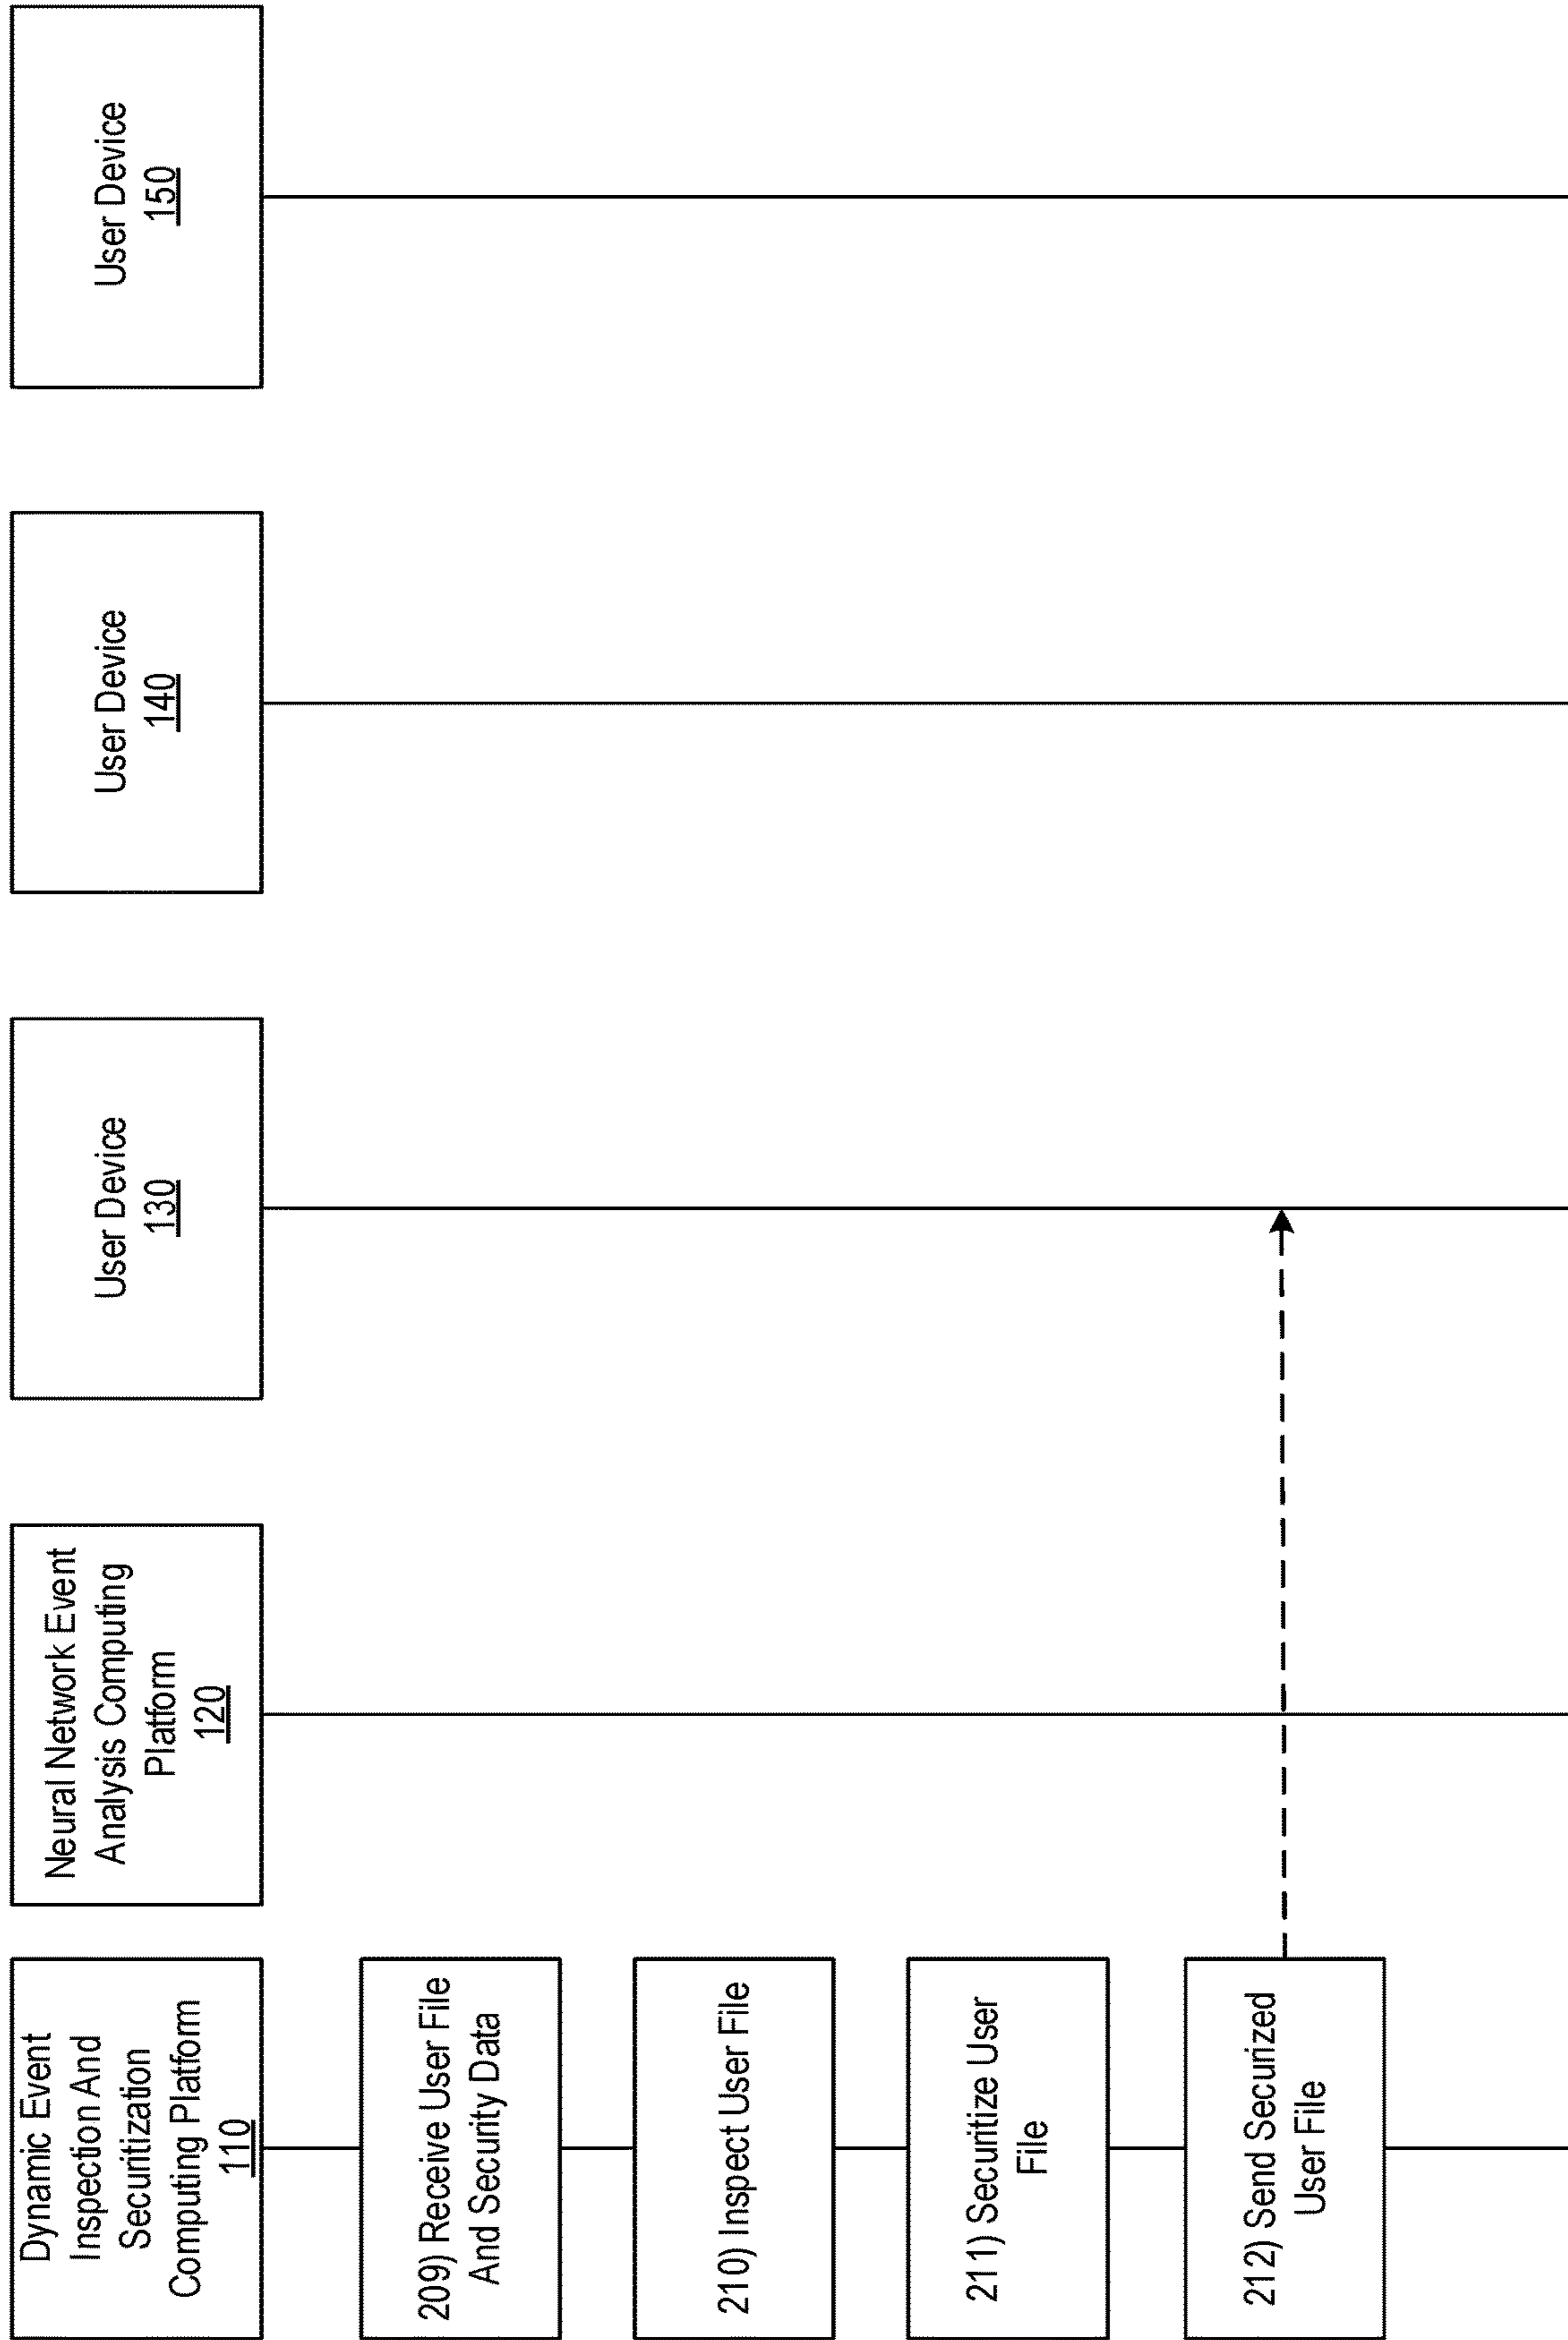 Dynamic Event
Inspection And
Securitization
Computing Platform
110
Neural Network Event
Analysis Computing
Platform
120
User Device
130
User Device
140
User Device
150
209) Receive User File
And Security Data
210) Inspect User File
211) Securitize User
File
212) Send Securized
User File